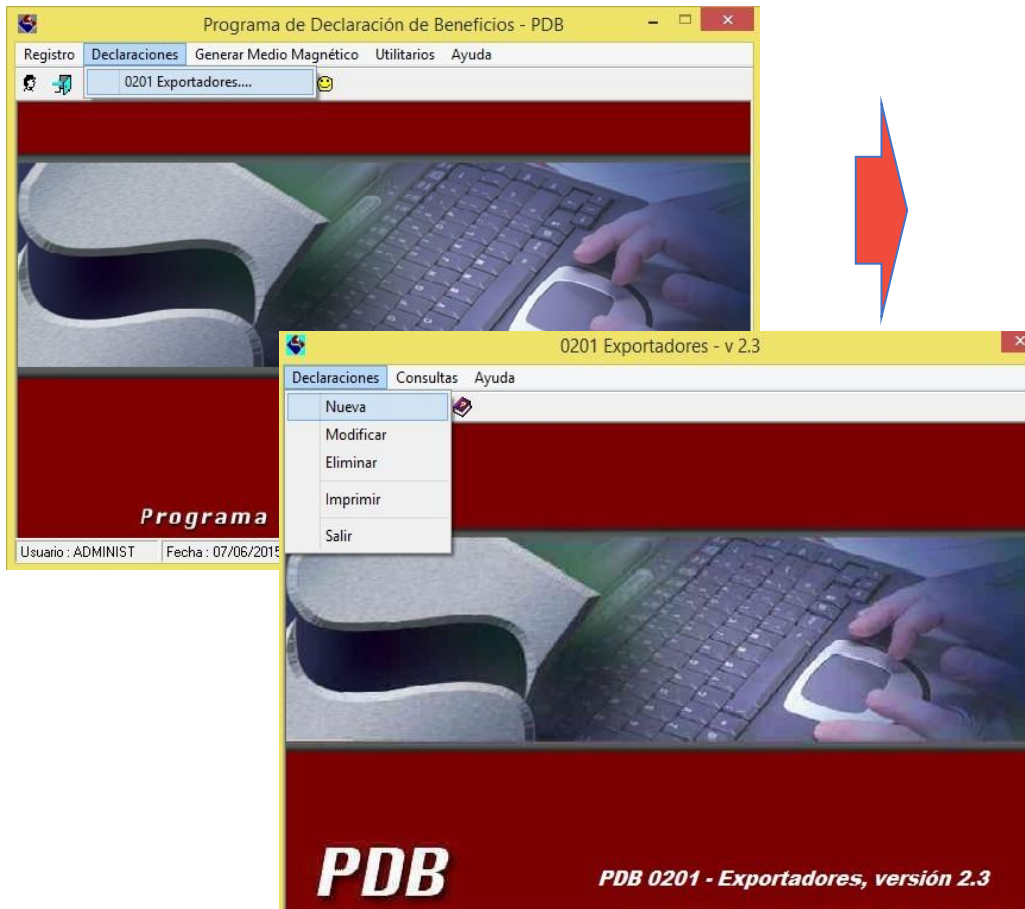 Programa de Declaración de Beneficios - PDB
Registro Declaraciones Generar Medio Magnético Utilitarios Ayuda
0201 Exportadores....
Programa
Usuario : ADMINIST Fecha : 07/06/2015
0201 Exportadores - v 2.3
Declaraciones Consultas Ayuda
Nueva
Modificar
Eliminar
Imprimir
Salir
PDB
PDB 0201 - Exportadores, versión 2.3